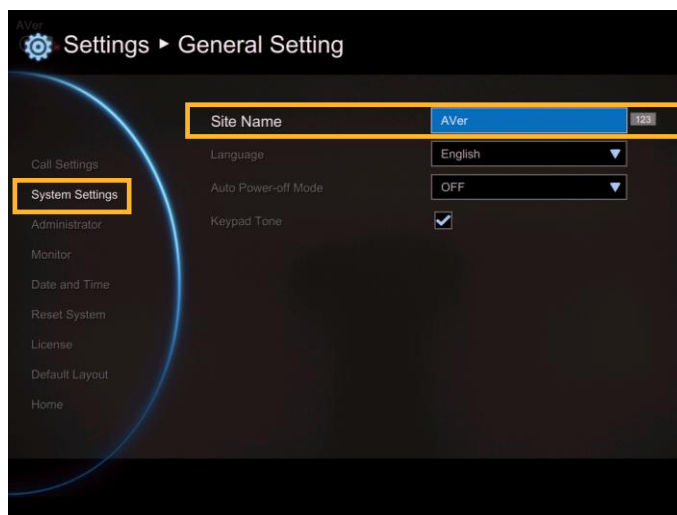 AVer
Settings ► General Setting
Site Name AVer 123
Language English
Auto Power-off Mode OFF
Keypad Tone
Call Settings
System Settings
Administrator
Monitor
Date and Time
Reset System
License
Default Layout
Home